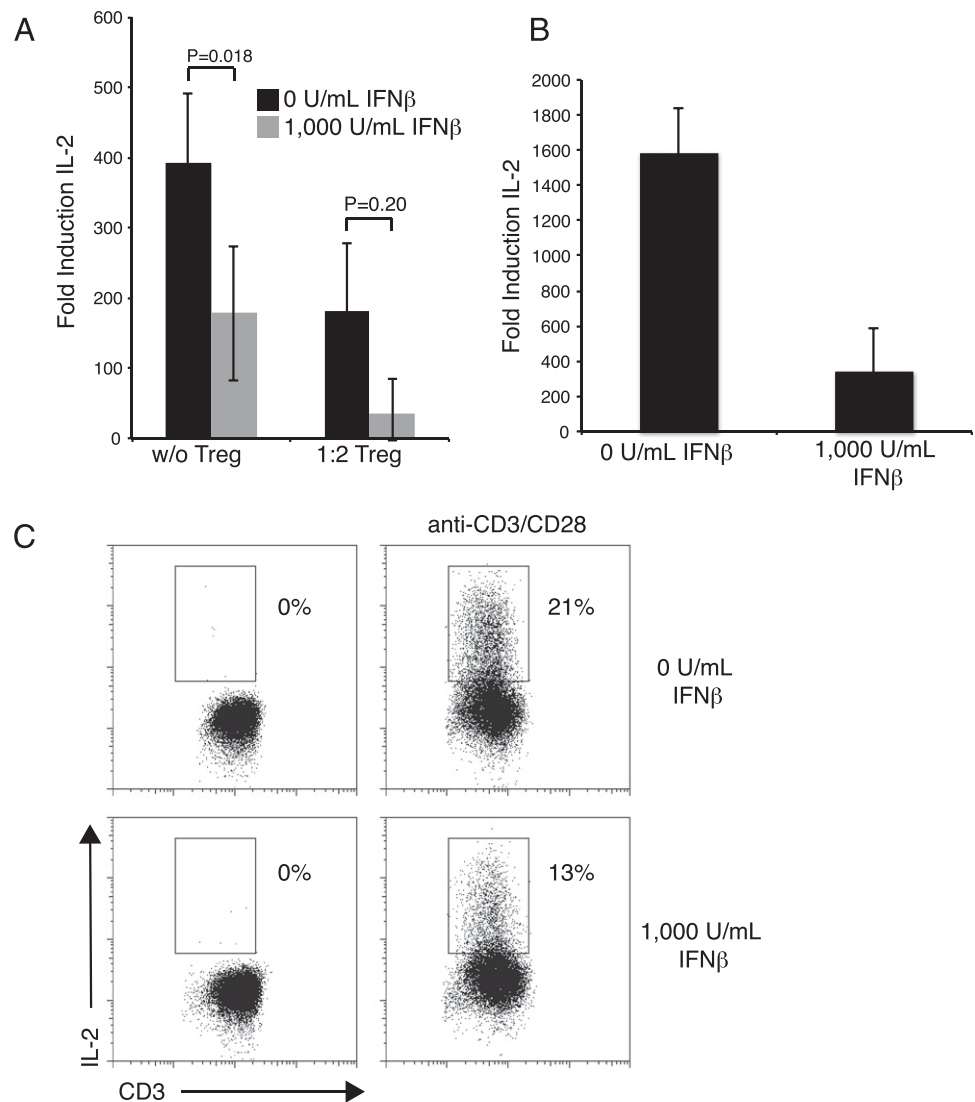 A
Fold Induction IL-2
600
500
400
300
200
100
0
P=0.018
0 U/mL IFNβ
1,000 U/mL IFNβ
P=0.20
w/o Treg
1:2 Treg
B
Fold Induction IL-2
2000
1800
1600
1400
1200
1000
800
600
400
200
0
0 U/mL IFNβ
1,000 U/mL
IFNβ
C
anti-CD3/CD28
0%
21%
0 U/mL
IFNβ
0%
13%
1,000 U/mL
IFNβ
IL-2
CD3